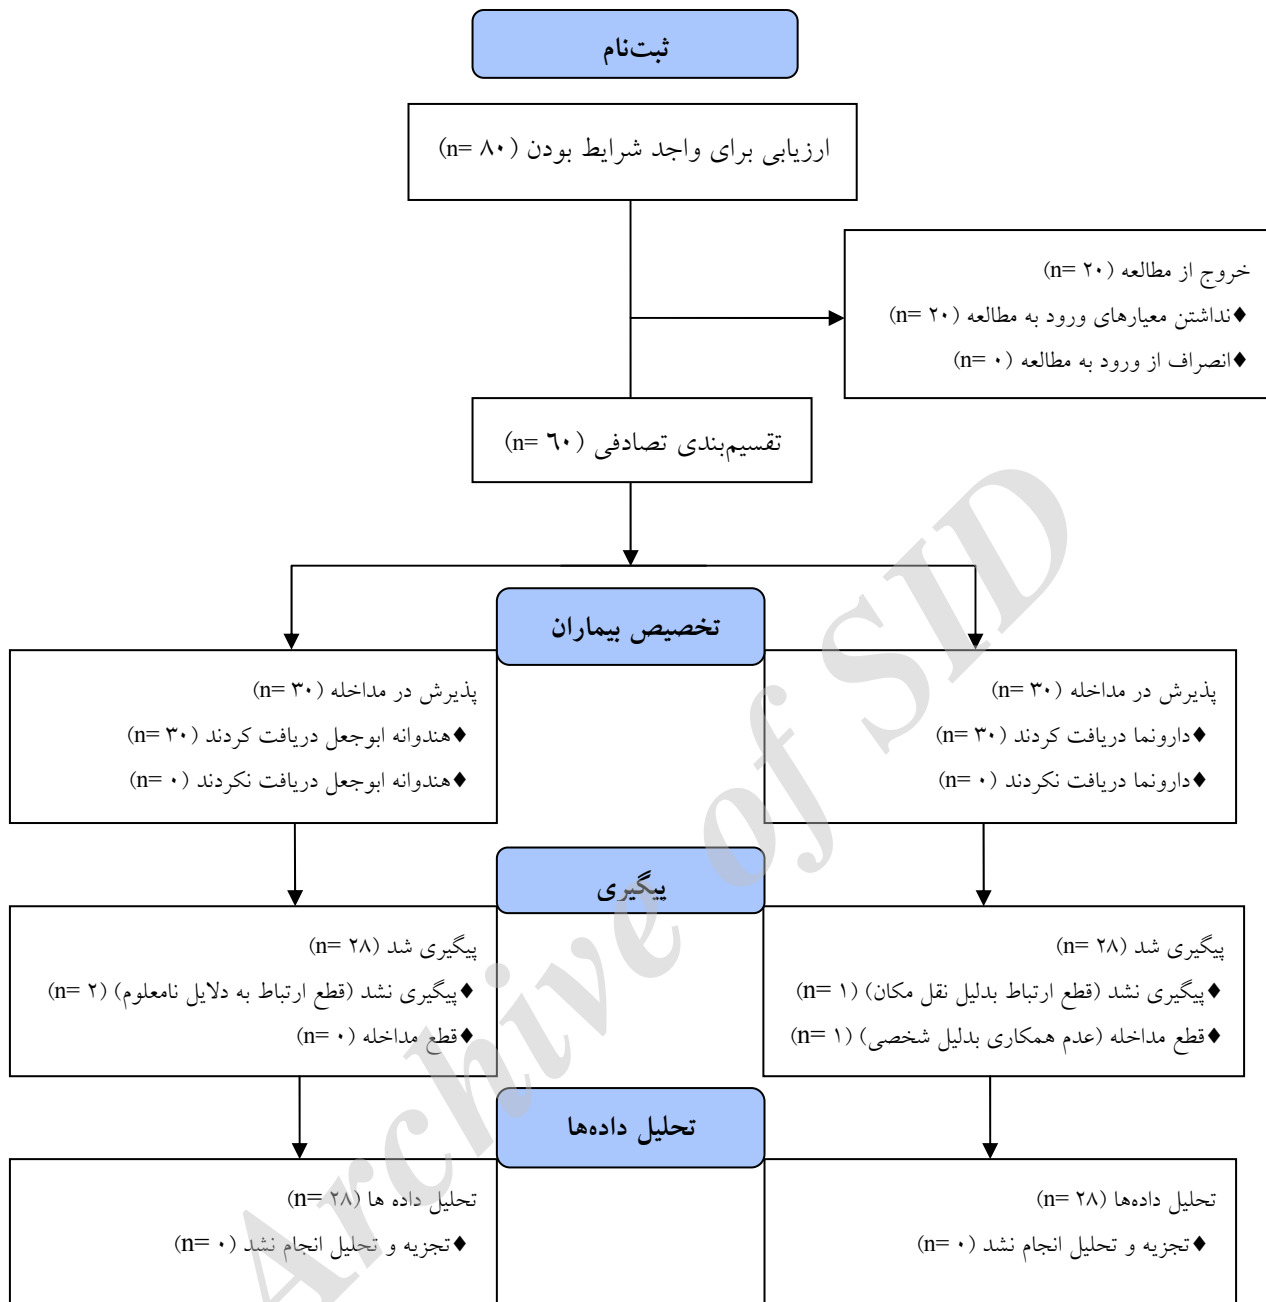 ثبت‌نام
ارزیابی برای واجد شرایط بودن (n= ۸۰)
خروج از مطالعه (n= ۲۰)
♦نداشتن معیارهای ورود به مطالعه (n= ۲۰)
♦انصراف از ورود به مطالعه (n= ۰)
تقسیم‌بندی تصادفی (n= ٦٠)
تخصیص بیماران
پذیرش در مداخله (n= ۳۰)
♦دارونما دریافت کردند (n= ۳۰)
♦دارونما دریافت نکردند (n= ۰)
پذیرش در مداخله (n= ۳۰)
♦هندوانه ابوجعل دریافت کردند (n= ۳۰)
♦هندوانه ابوجعل دریافت نکردند (n= ۰)
پیگیری
پیگیری شد (n= ۲۸)
♦پیگیری نشد (قطع ارتباط بدلیل نقل مکان) (n= ۱)
♦قطع مداخله (عدم همکاری بدلیل شخصی) (n= ۱)
پیگیری شد (n= ۲۸)
♦پیگیری نشد (قطع ارتباط به دلایل نامعلوم) (n= ۲)
♦قطع مداخله (n= ۰)
تحلیل داده‌ها
تحلیل داده‌ها (n= ۲۸)
♦تجزیه و تحلیل انجام نشد (n= ۰)
تحلیل داده ها (n= ۲۸)
♦تجزیه و تحلیل انجام نشد (n= ۰)
Archive of SID